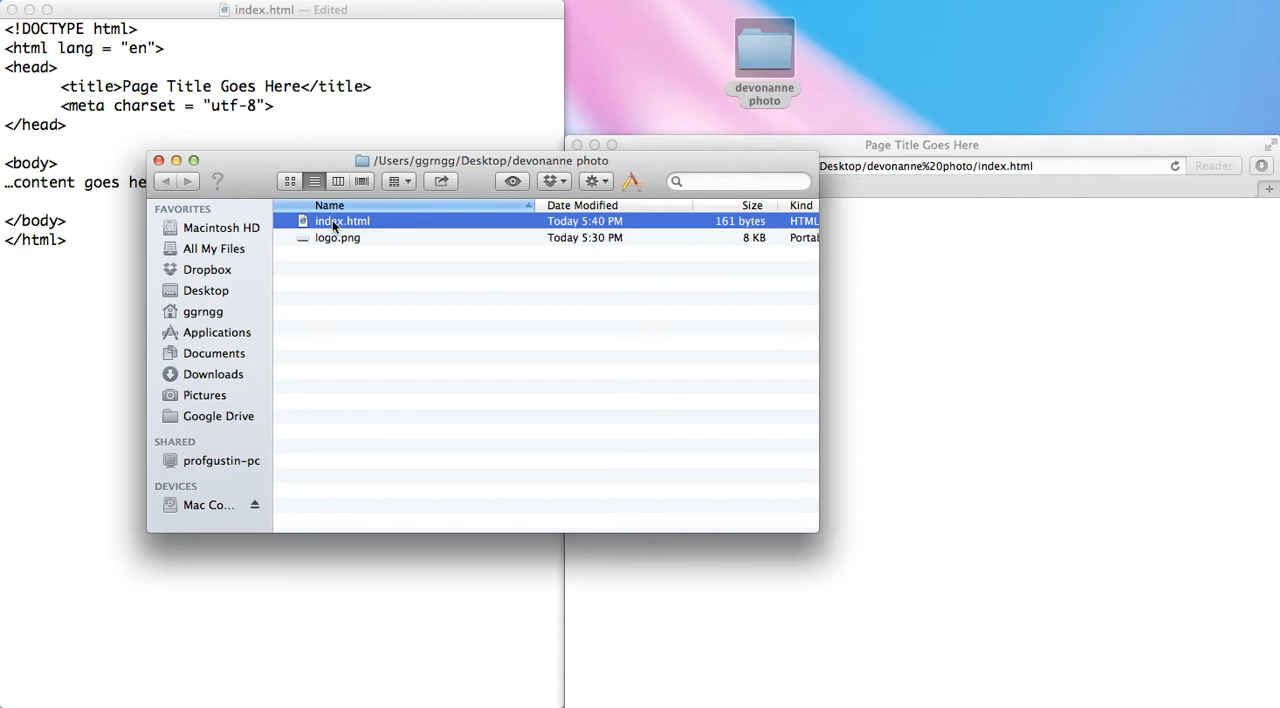 index.html — Edited
<!DOCTYPE html>
<html lang = "en">
<head>
<title>Page Title Goes Here</title>
<meta charset = "utf-8">
</head>
<body>
…content goes he
</body>
</html>
devonanne
photo
Page Title Goes Here
Desktop/devonanne%20photo/index.html
Reader
/Users/ggrngg/Desktop/devonanne photo
FAVORITES
Macintosh HD
All My Files
Dropbox
Desktop
ggrngg
Applications
Documents
Downloads
Pictures
Google Drive
SHARED
profgustin-pc
DEVICES
Mac Co...
Name Date Modified Size Kind
index.html Today 5:40 PM 161 bytes HTML
logo.png Today 5:30 PM 8 KB Portal